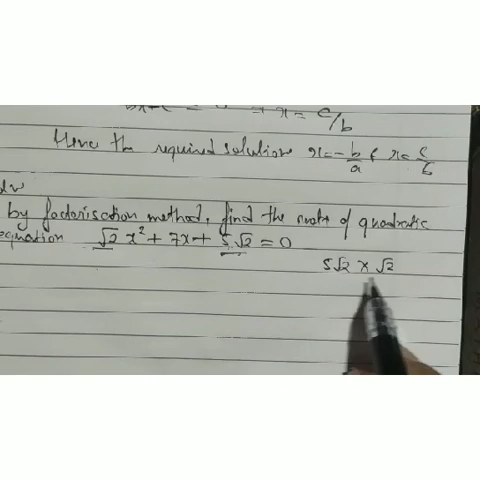 x = c/b
Hence the required solutions x = -b/a & x = c/b
by factorisation method, find the roots of quadratic
equation √2 x² + 7x + 5√2 = 0
5√2 × √2